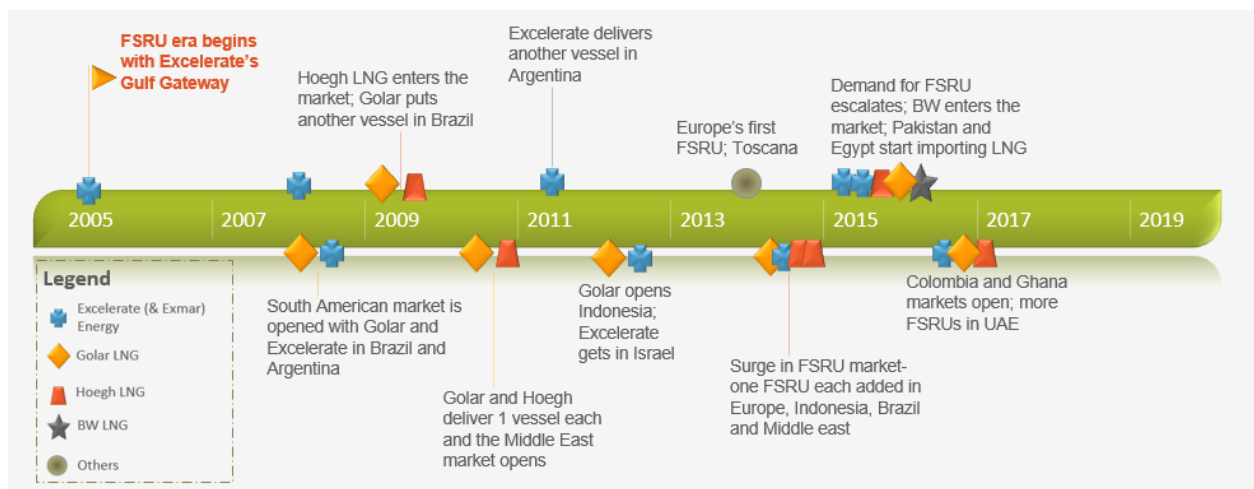 FSRU era begins
with Excelerate's
Gulf Gateway
Hoegh LNG enters the
market; Golar puts
another vessel in Brazil
Excelerate delivers
another vessel in
Argentina
Europe's first
FSRU; Toscana
Demand for FSRU
escalates; BW enters the
market; Pakistan and
Egypt start importing LNG
2005
2007
2009
2011
2013
2015
2017
2019
Legend
Excelerate (& Exmar)
Energy
Golar LNG
Hoegh LNG
BW LNG
Others
South American market is
opened with Golar and
Excelerate in Brazil and
Argentina
Golar and Hoegh
deliver 1 vessel each
and the Middle East
market opens
Golar opens
Indonesia;
Excelerate
gets in Israel
Surge in FSRU market-
one FSRU each added in
Europe, Indonesia, Brazil
and Middle east
Colombia and Ghana
markets open; more
FSRUs in UAE